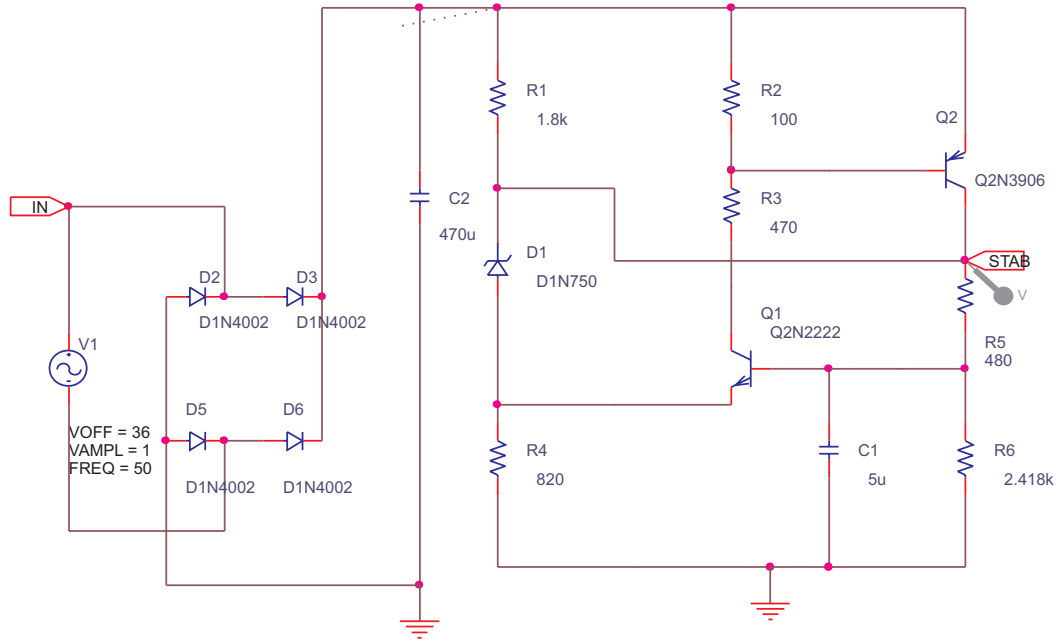 R1
1.8k
R2
100
Q2
Q2N3906
C2
470u
R3
470
IN
D1
D1N750
STAB
V
D2
D3
D1N4002
D1N4002
Q1
Q2N2222
V1
R5
480
D5
D6
VOFF = 36
VAMPL = 1
FREQ = 50
D1N4002
D1N4002
R4
820
C1
5u
R6
2.418k